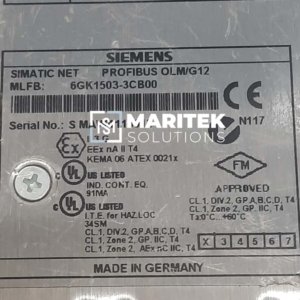 SIEMENS
SIMATIC NET PROFIBUS OLM/G12
MLFB: 6GK1503-3CB00
MARITEK
SOLUTIONS
Serial No.: S
N117
EEx nA II T4
KEMA 06 ATEX 0021x
US LISTED
IND. CONT. EQ.
91MA
US LISTED
I.T.E. for HAZ.LOC
34SM
CL.1, DIV.2, GP.A,B,C,D, T4
CL.1, Zone 2, GP. IIC, T4
CL.1, Zone 2, AEx nC IIC, T4
FM
APPROVED
CL.1, DIV.2, GP.A,B,C,D, T4
CL.1, Zone 2, GP.IIC, T4
Ta:0°C...+60°C
X 3 4 5 6 7
MADE IN GERMANY